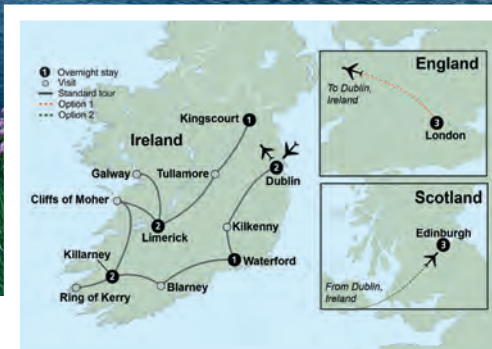 1 Overnight stay
Visit
Standard tour
Option 1
Option 2
Ireland
Kingscourt 1
Galway
Tullamore
2
Dublin
Cliffs of Moher
2
Limerick
Kilkenny
Killarney
2
1 Waterford
Ring of Kerry
Blarney
England
To Dublin,
Ireland
3
London
Scotland
Edinburgh
3
From Dublin,
Ireland